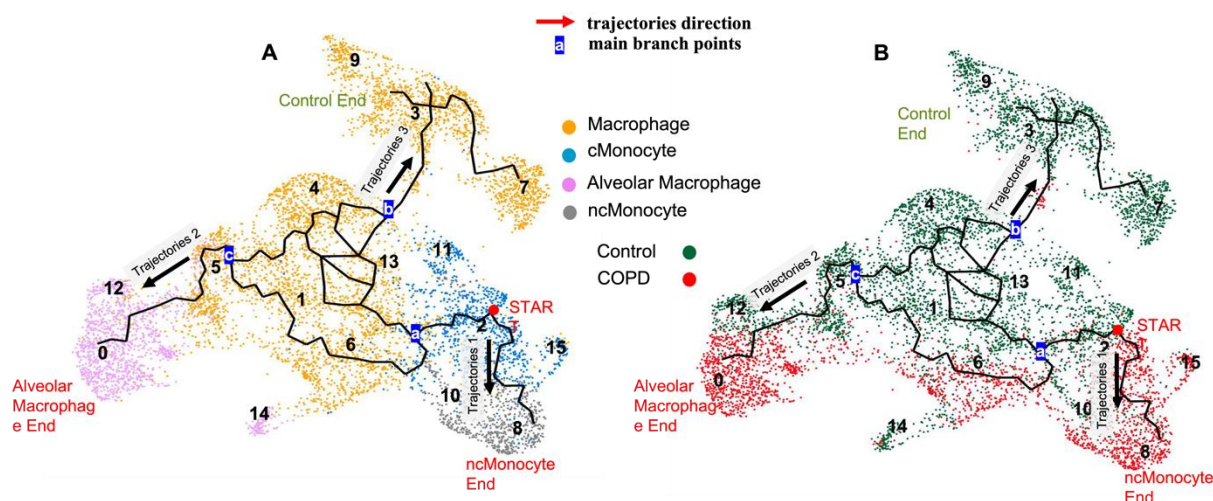 trajectories direction
a main branch points
A
9
Control End
3
Trajectories 3
7
4
b
Macrophage
cMonocyte
Alveolar Macrophage
ncMonocyte
Control
COPD
Trajectories 2
c
5
12
0
Alveolar
Macrophag
e End
13
11
1
6
a
2
STAR
T
15
10
Trajectories 1
14
8
ncMonocyte
End
B
9
Control
End
3
Trajectories 3
7
4
b
Trajectories 2
c
5
12
0
Alveolar
Macrophag
e End
13
11
1
6
a
2
STAR
T
15
10
Trajectories 1
14
8
ncMonocyte
End